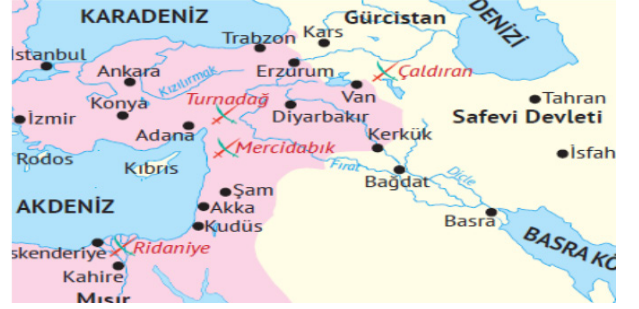 KARADENİZ
Gürcistan
DENİZİ
Trabzon
Kars
stanbul
Ankara
Kızılırmak
Erzurum
Çaldıran
Konya
Turnadağ
Van
Tahran
İzmir
Diyarbakır
Safevi Devleti
Adana
Kerkük
Mercidabık
Rodos
Kıbrıs
Fırat
Dicle
İsfah
Bağdat
Şam
AKDENİZ
Akka
Basra
Kudüs
skenderiye
Ridaniye
BASRA KÖ
Kahire
Mısır